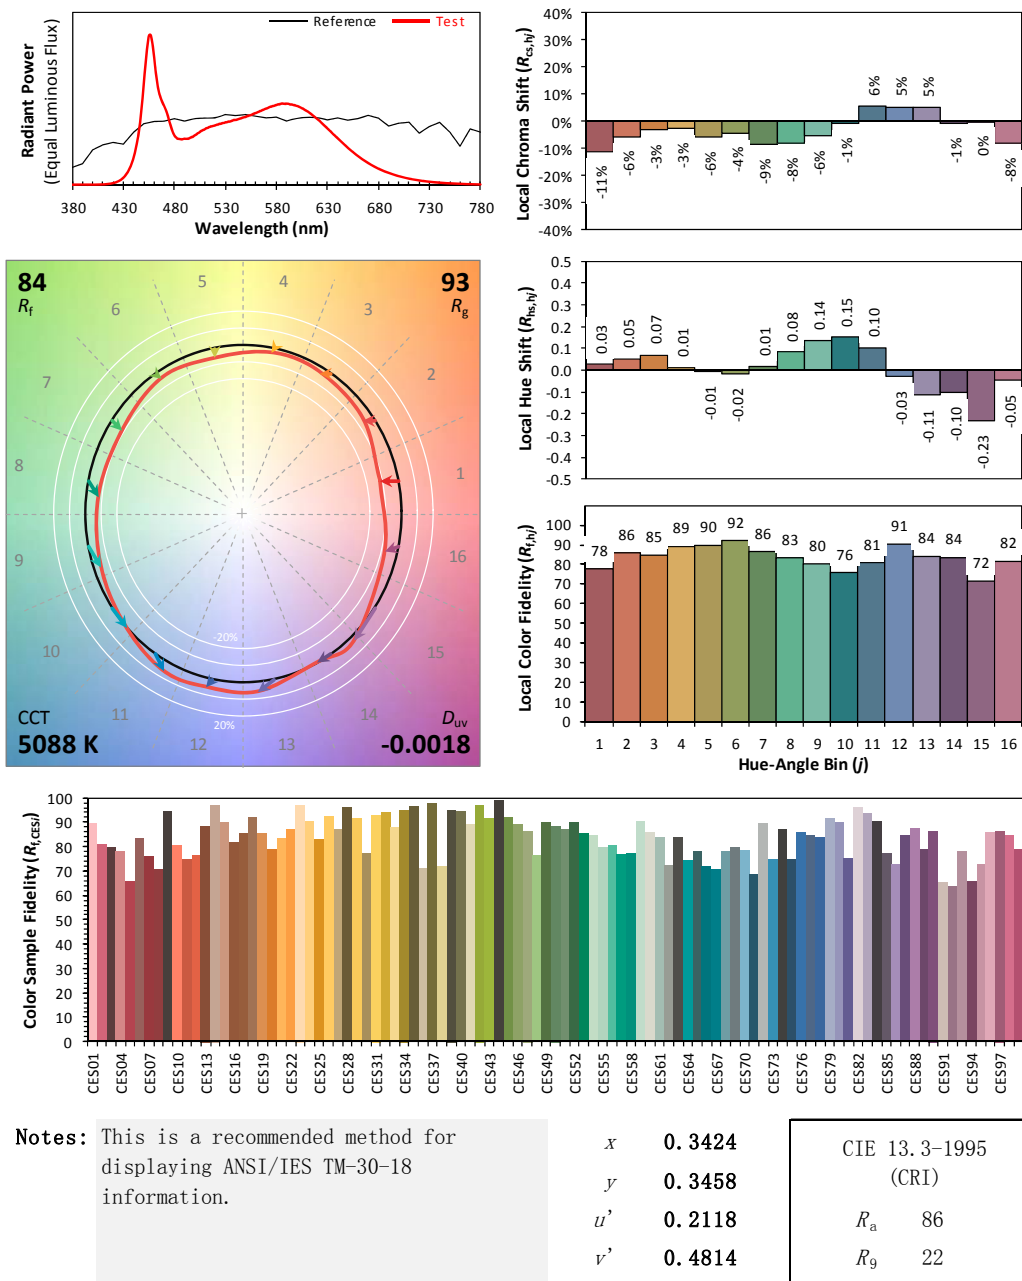 Reference
Test
Radiant Power
(Equal Luminous Flux)
380 430 480 530 580 630 680 730 780
Wavelength (nm)
Local Chroma Shift (Rcs,hj)
40%
30%
20%
10%
0%
-10%
-20%
-30%
-40%
-11% -6% -3% -3% -6% -4% -9% -8% -6% -1% 6% 5% 5% -1% 0% -8%
84
Rf
93
Rg
1
2
3
4
5
6
7
8
9
10
11
12
13
14
15
16
-20%
20%
CCT
5088 K
Duv
-0.0018
Local Hue Shift (Rhs,hj)
0.5
0.4
0.3
0.2
0.1
0.0
-0.1
-0.2
-0.3
-0.4
-0.5
0.03 0.05 0.07 0.01 -0.01 -0.02 0.01 0.08 0.14 0.15 0.10 -0.03 -0.11 -0.10 -0.23 -0.05
Local Color Fidelity (Rf,hj)
100
90
80
70
60
50
40
30
20
10
0
78 86 85 89 90 92 86 83 80 76 81 91 84 84 72 82
1 2 3 4 5 6 7 8 9 10 11 12 13 14 15 16
Hue-Angle Bin (j)
Color Sample Fidelity (Rf,CESi)
100
90
80
70
60
50
40
30
20
10
0
CES01 CES04 CES07 CES10 CES13 CES16 CES19 CES22 CES25 CES28 CES31 CES34 CES37 CES40 CES43 CES46 CES49 CES52 CES55 CES58 CES61 CES64 CES67 CES70 CES73 CES76 CES79 CES82 CES85 CES88 CES91 CES94 CES97
Notes: This is a recommended method for
displaying ANSI/IES TM-30-18
information.
x 0.3424
y 0.3458
u' 0.2118
v' 0.4814
CIE 13.3-1995
(CRI)
Ra 86
R9 22